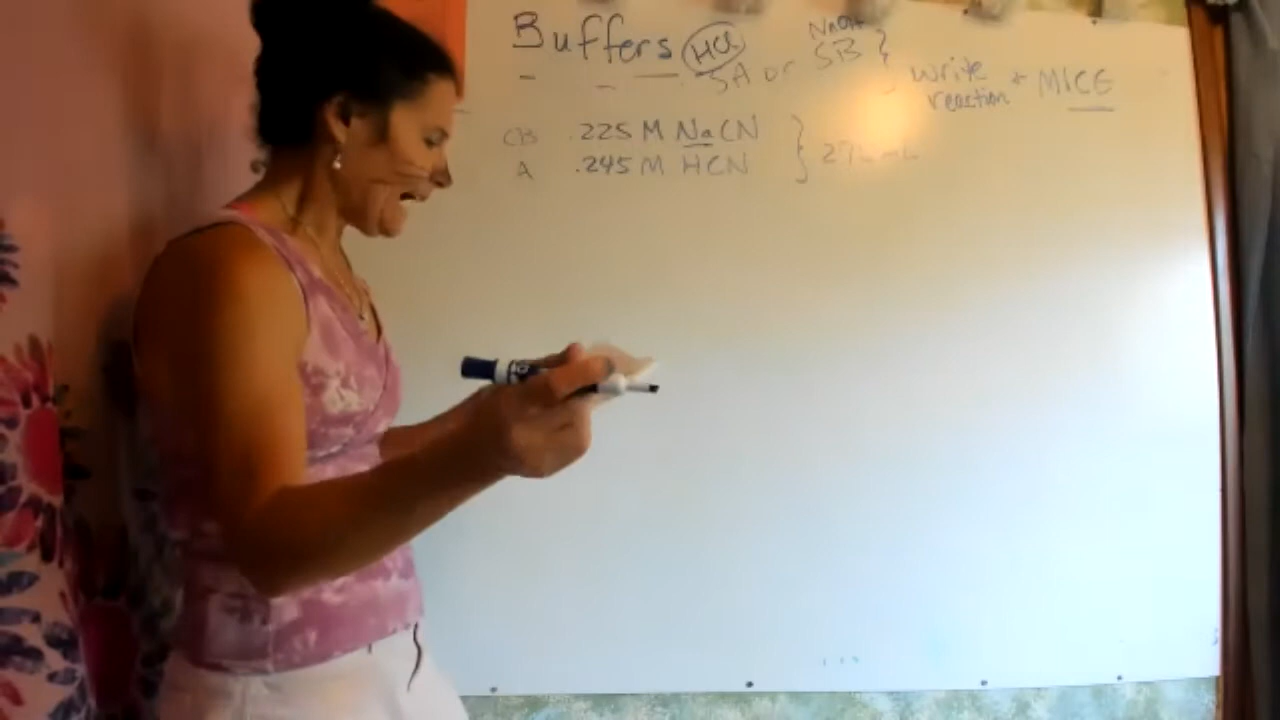 Buffers HCl NaOH
SA or SB } write reaction + MICE
CB .225 M NaCN
A .245 M HCN }